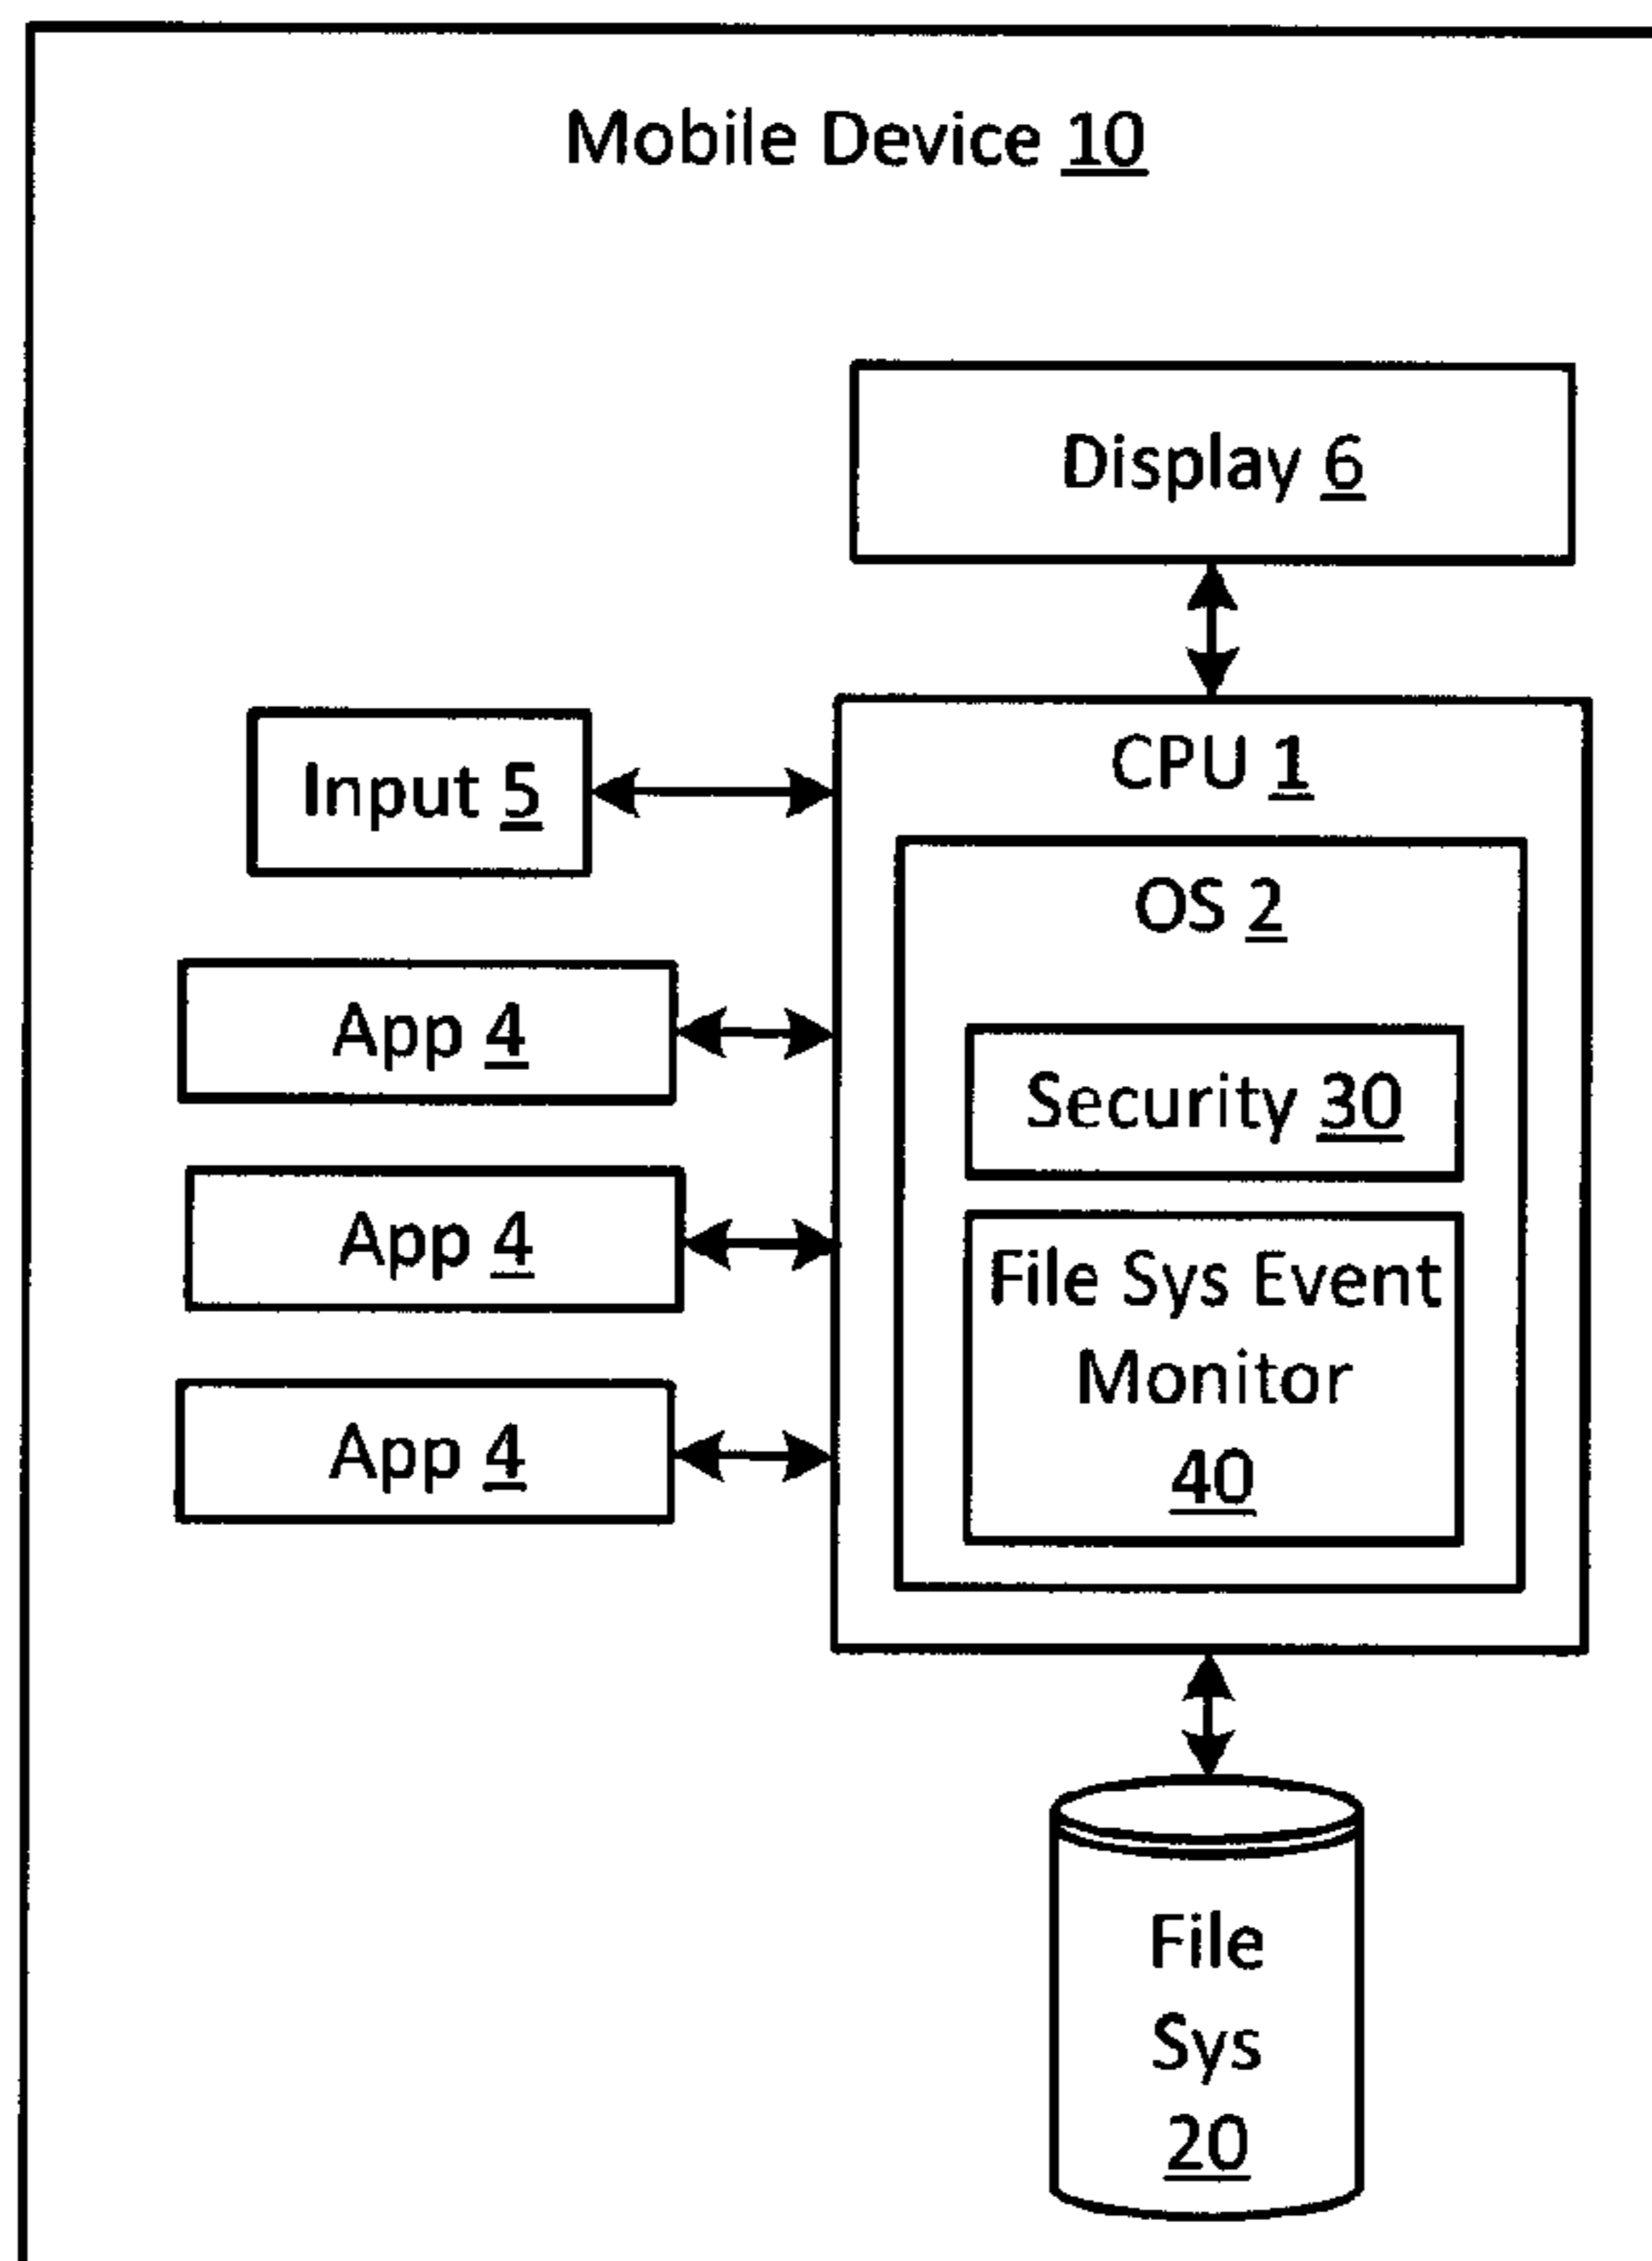 Mobile Device 10
Display 6
CPU 1
Input 5
OS 2
App 4
Security 30
App 4
File Sys Event
Monitor
40
App 4
File
Sys
20